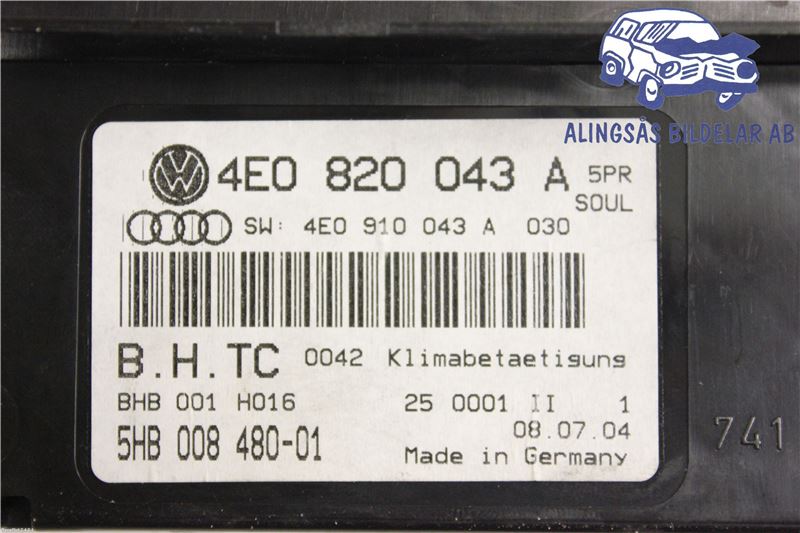 ALINGSÅS BILDELAR AB
4E0 820 043 A 5PR
SOUL
SW: 4E0 910 043 A 030
B.H.TC 0042 Klimabetaetigung
BHB 001 H016 25 0001 II 1
08.07.04
5HB 008 480-01 Made in Germany
741